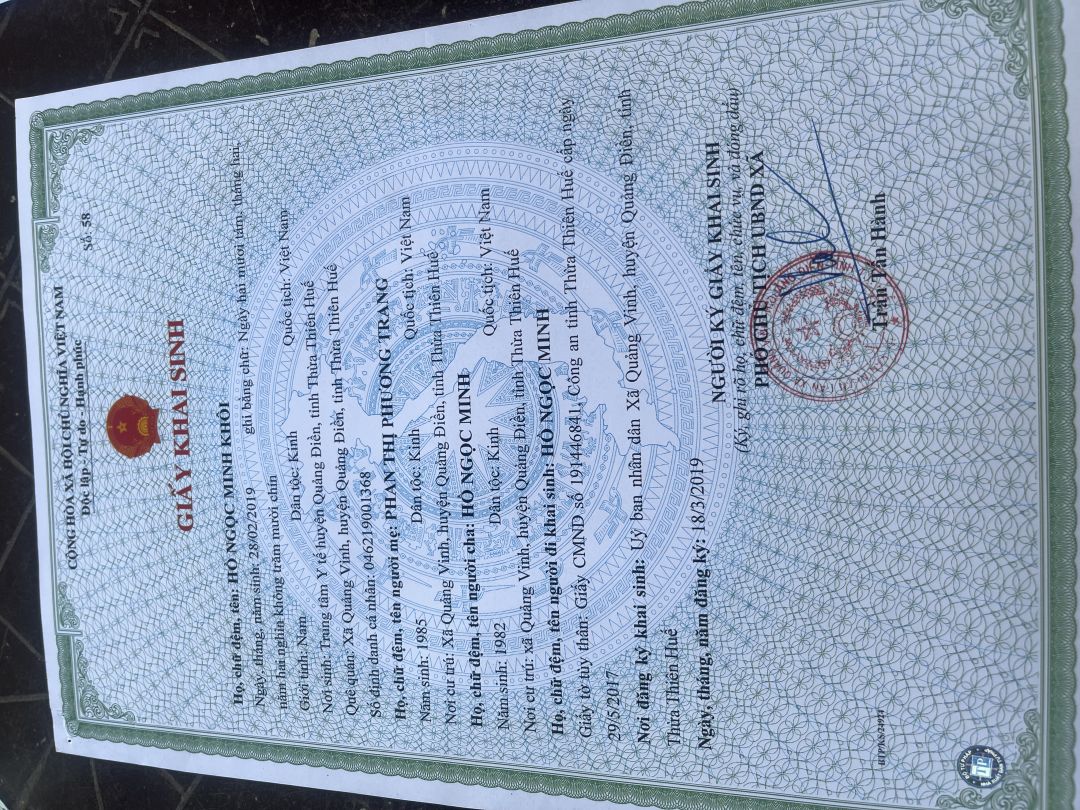 CỘNG HÒA XÃ HỘI CHỦ NGHĨA VIỆT NAM
Độc lập - Tự do - Hạnh phúc
Số: 58
GIẤY KHAI SINH
Họ, chữ đệm, tên: HỒ NGỌC MINH KHÔI
Ngày, tháng, năm sinh: 28/02/2019 ghi bằng chữ: Ngày hai mươi tám, tháng hai,
năm hai nghìn không trăm mười chín
Giới tính: Nam Dân tộc: Kinh Quốc tịch: Việt Nam
Nơi sinh: Trung tâm Y tế huyện Quảng Điền, tỉnh Thừa Thiên Huế
Quê quán: Xã Quảng Vinh, huyện Quảng Điền, tỉnh Thừa Thiên Huế
Số định danh cá nhân: 046219001368
Họ, chữ đệm, tên người mẹ: PHAN THỊ PHƯƠNG TRANG
Năm sinh: 1985 Dân tộc: Kinh Quốc tịch: Việt Nam
Nơi cư trú: Xã Quảng Vinh, huyện Quảng Điền, tỉnh Thừa Thiên Huế
Họ, chữ đệm, tên người cha: HỒ NGỌC MINH
Năm sinh: 1982 Dân tộc: Kinh Quốc tịch: Việt Nam
Nơi cư trú: xã Quảng Vinh, huyện Quảng Điền, tỉnh Thừa Thiên Huế
Họ, chữ đệm, tên người đi khai sinh: HỒ NGỌC MINH
Giấy tờ tùy thân: Giấy CMND số 191446841, Công an tỉnh Thừa Thiên Huế cấp ngày
29/5/2017
Nơi đăng ký khai sinh: Uỷ ban nhân dân Xã Quảng Vinh, huyện Quảng Điền, tỉnh
Thừa Thiên Huế
Ngày, tháng, năm đăng ký: 18/3/2019
NGƯỜI KÝ GIẤY KHAI SINH
PHÓ CHỦ TỊCH UBND XÃ
(Ký, ghi rõ họ, chữ đệm, tên, chức vụ và đóng dấu)
Trần Tấn Hành